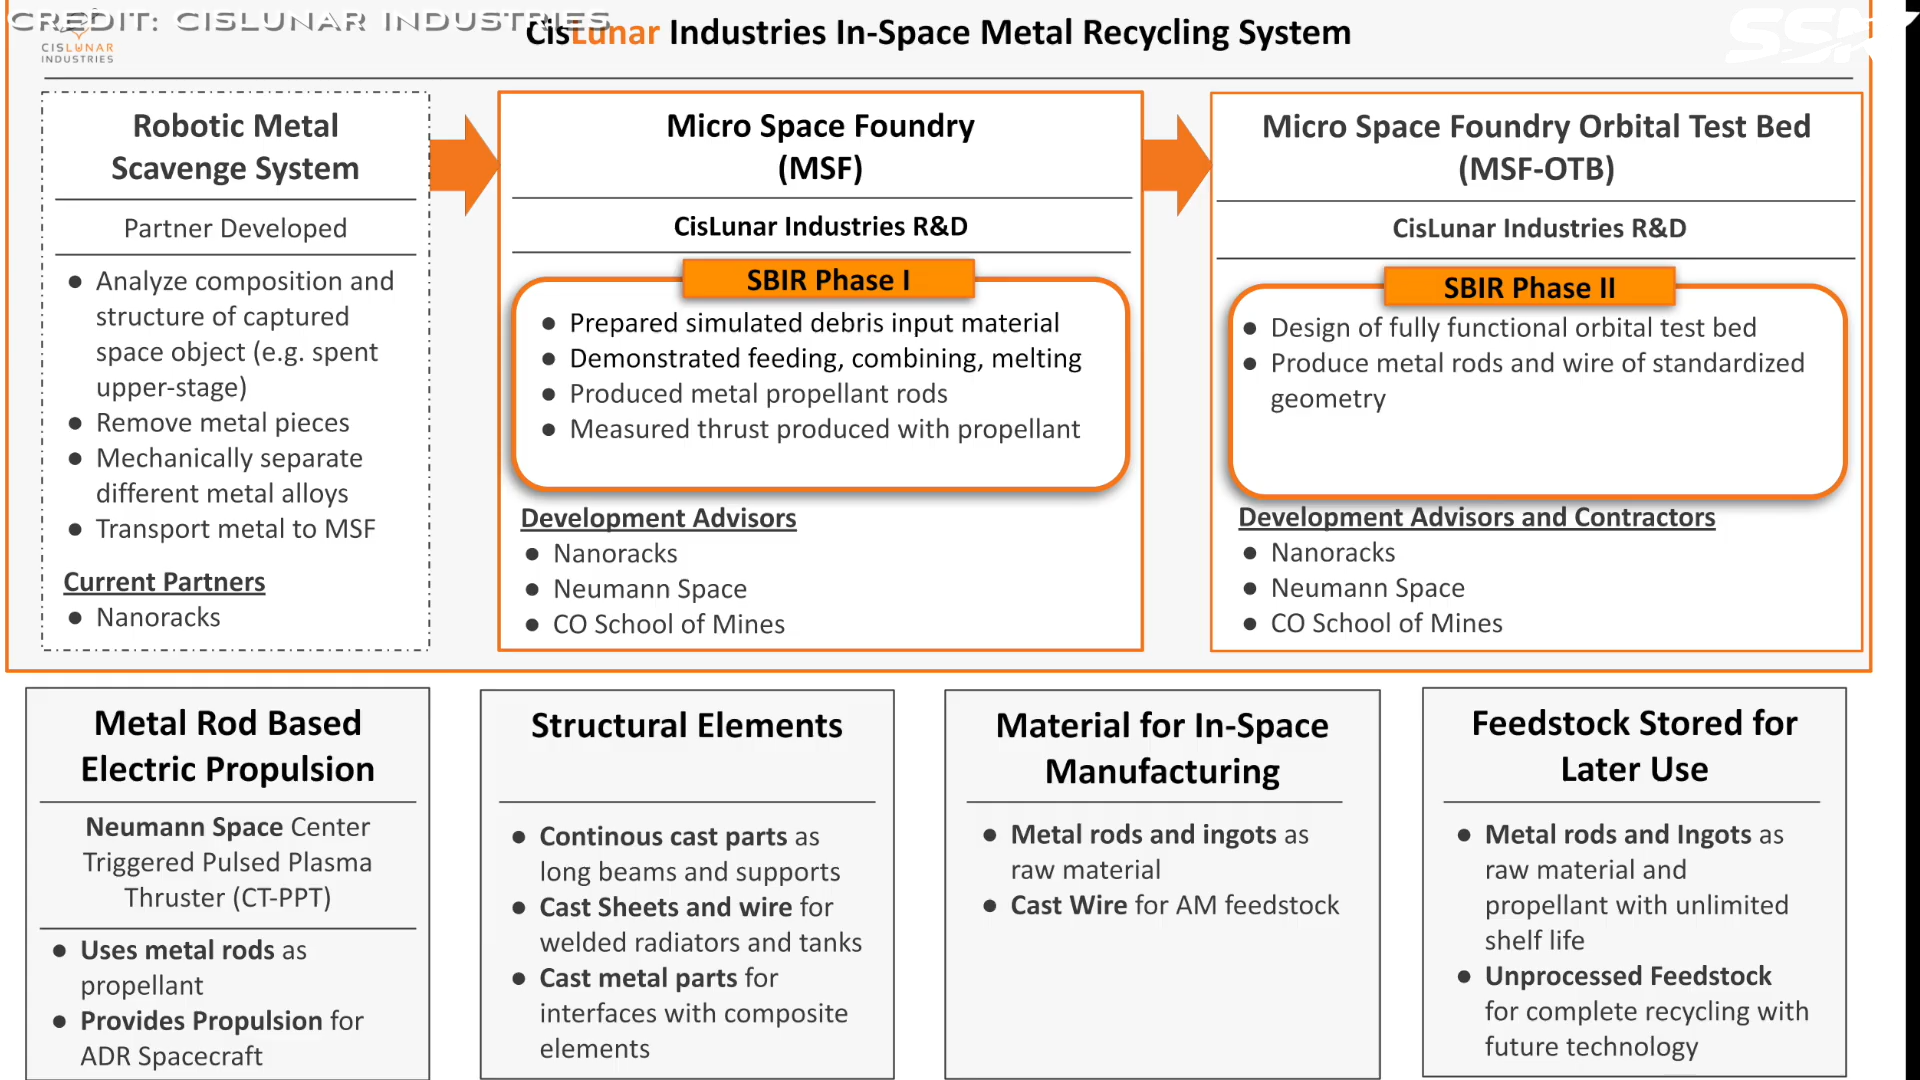 CREDIT: CISLUNAR INDUSTRIES
CISLUNAR
INDUSTRIES
CisLunar Industries In-Space Metal Recycling System
Robotic Metal
Scavenge System
Partner Developed
● Analyze composition and
structure of captured
space object (e.g. spent
upper-stage)
● Remove metal pieces
● Mechanically separate
different metal alloys
● Transport metal to MSF
Current Partners
● Nanoracks
Micro Space Foundry
(MSF)
CisLunar Industries R&D
SBIR Phase I
● Prepared simulated debris input material
● Demonstrated feeding, combining, melting
● Produced metal propellant rods
● Measured thrust produced with propellant
Development Advisors
● Nanoracks
● Neumann Space
● CO School of Mines
Micro Space Foundry Orbital Test Bed
(MSF-OTB)
CisLunar Industries R&D
SBIR Phase II
● Design of fully functional orbital test bed
● Produce metal rods and wire of standardized
geometry
Development Advisors and Contractors
● Nanoracks
● Neumann Space
● CO School of Mines
Metal Rod Based
Electric Propulsion
Neumann Space Center
Triggered Pulsed Plasma
Thruster (CT-PPT)
● Uses metal rods as
propellant
● Provides Propulsion for
ADR Spacecraft
Structural Elements
● Continous cast parts as
long beams and supports
● Cast Sheets and wire for
welded radiators and tanks
● Cast metal parts for
interfaces with composite
elements
Material for In-Space
Manufacturing
● Metal rods and ingots as
raw material
● Cast Wire for AM feedstock
Feedstock Stored for
Later Use
● Metal rods and Ingots as
raw material and
propellant with unlimited
shelf life
● Unprocessed Feedstock
for complete recycling with
future technology